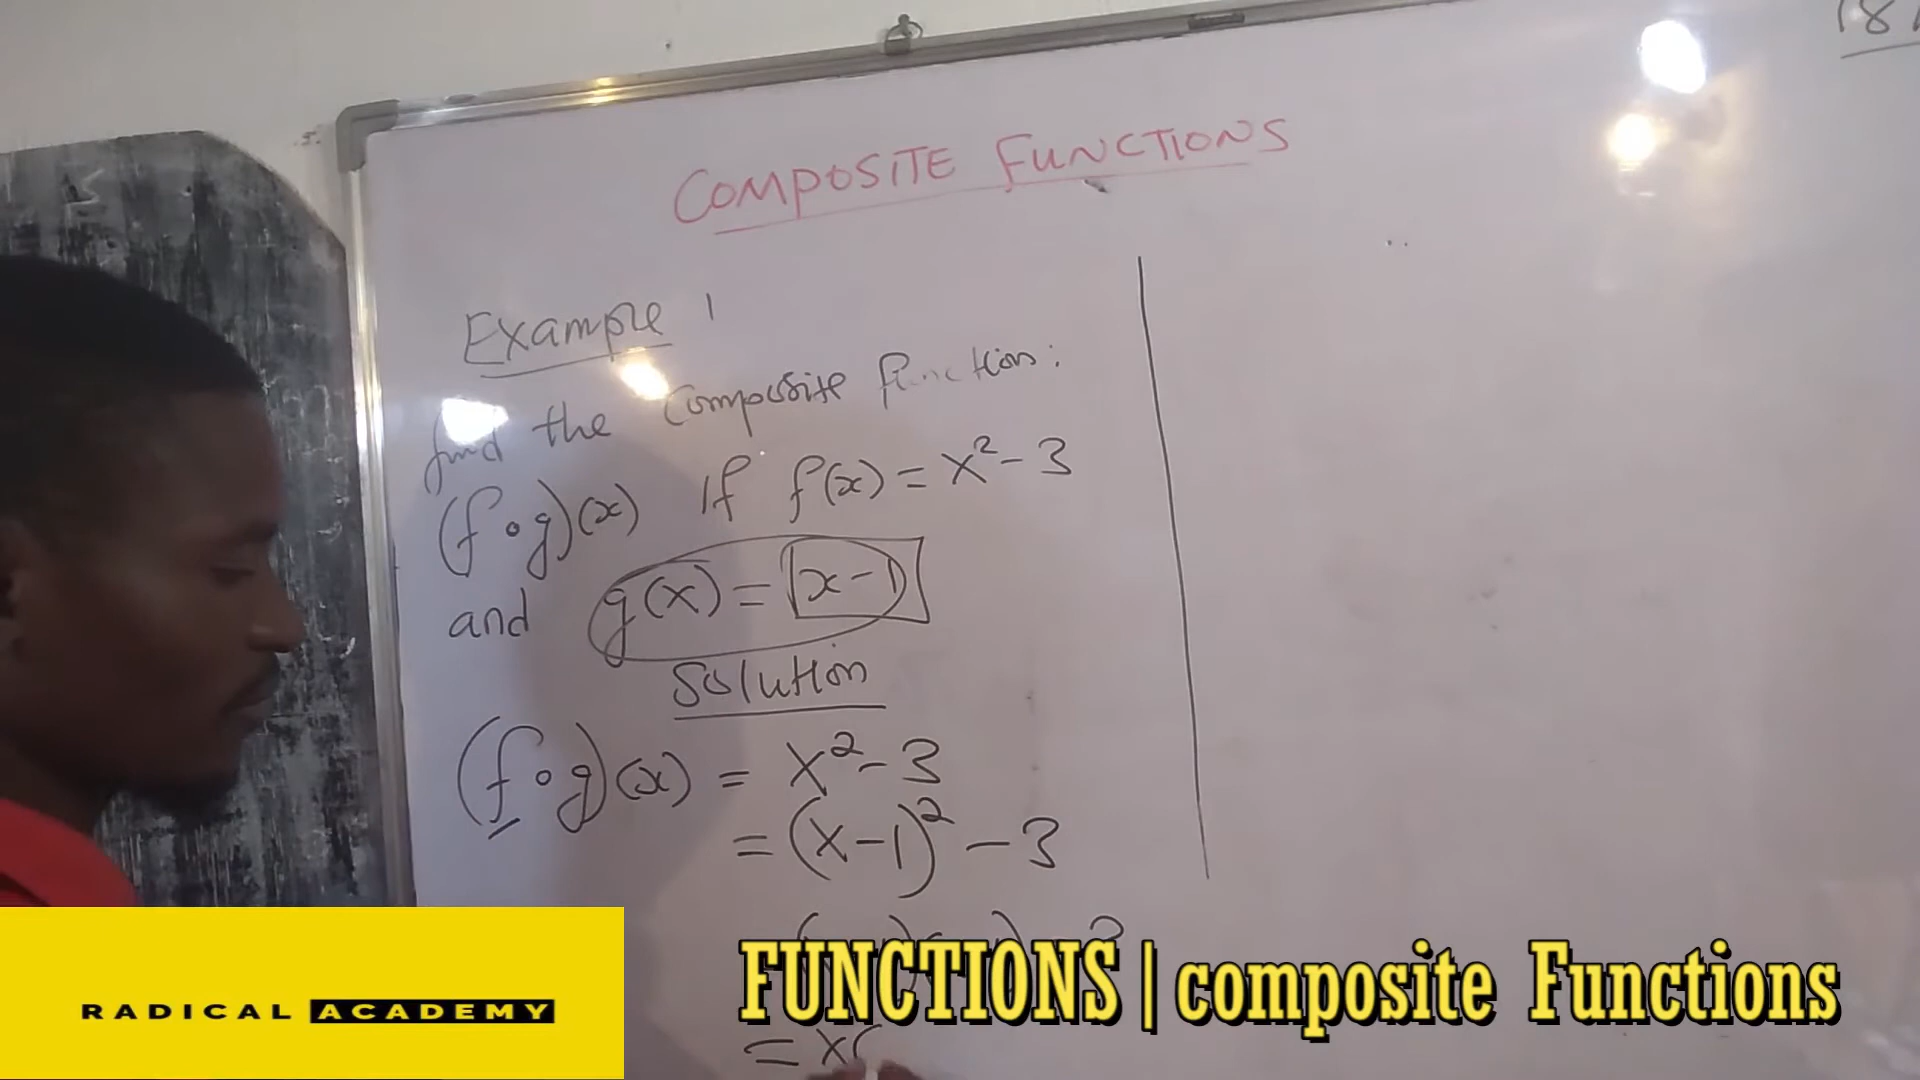 18
COMPOSITE FUNCTIONS
Example 1
find the composite function:
(f∘g)(x) If f(x) = x² - 3
and g(x) = x - 1
Solution
(f∘g)(x) = x² - 3
= (x - 1)² - 3
= x(
RADICAL ACADEMY
FUNCTIONS | composite Functions